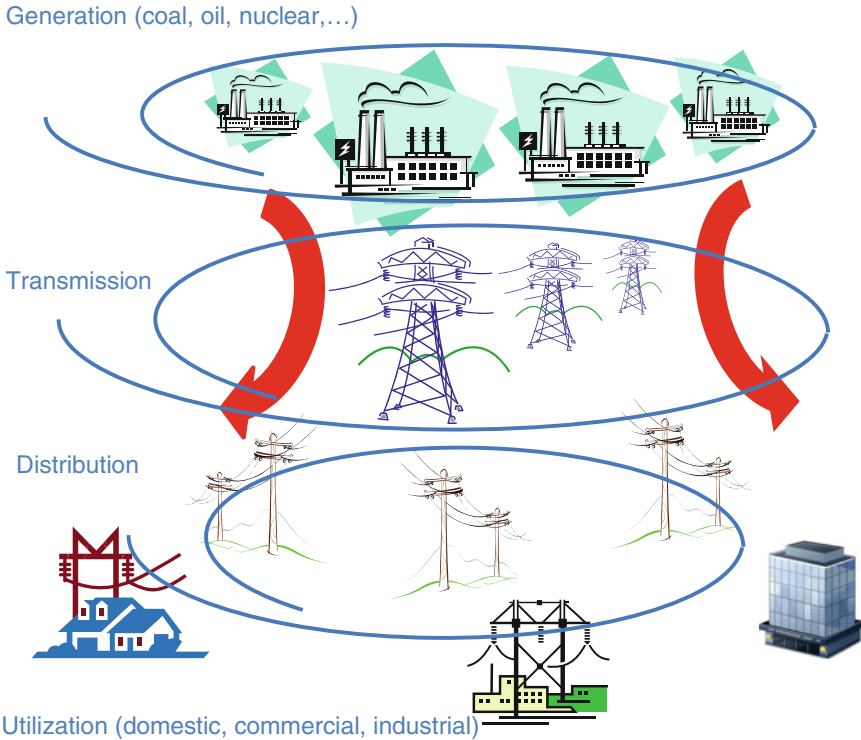 Generation (coal, oil, nuclear,…)
Transmission
Distribution
Utilization (domestic, commercial, industrial)